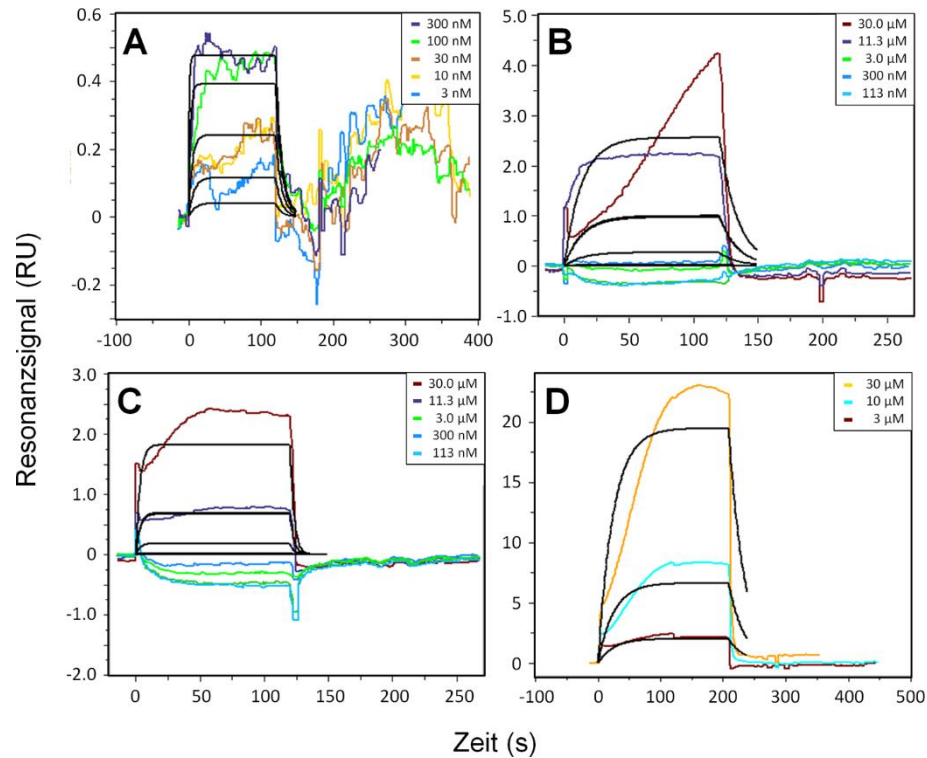 A
300 nM
100 nM
30 nM
10 nM
3 nM
0.6
0.4
0.2
0
-0.2
-100 0 100 200 300 400
B
30.0 µM
11.3 µM
3.0 µM
300 nM
113 nM
5.0
4.0
3.0
2.0
1.0
0
-1.0
0 50 100 150 200 250
C
30.0 µM
11.3 µM
3.0 µM
300 nM
113 nM
3.0
2.0
1.0
0
-1.0
-2.0
0 50 100 150 200 250
D
30 µM
10 µM
3 µM
20
15
10
5
0
-100 0 100 200 300 400 500
Resonanzsignal (RU)
Zeit (s)